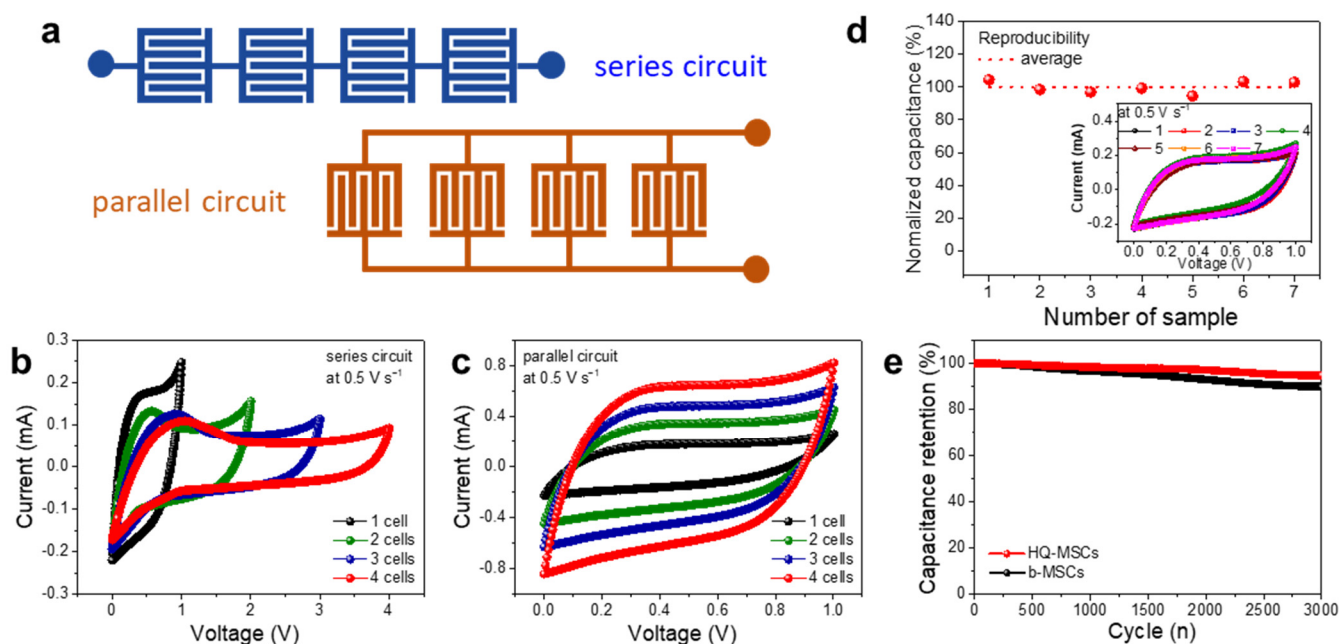 a
series circuit
parallel circuit
b
0.3
0.2
0.1
0.0
-0.1
-0.2
-0.3
Current (mA)
series circuit
at 0.5 V s⁻¹
1 cell
2 cells
3 cells
4 cells
0 1 2 3 4
Voltage (V)
c
0.8
0.4
0.0
-0.4
-0.8
Current (mA)
parallel circuit
at 0.5 V s⁻¹
1 cell
2 cells
3 cells
4 cells
0.0 0.2 0.4 0.6 0.8 1.0
Voltage (V)
d
140
120
100
80
60
40
20
0
Nomalized capacitance (%)
Reproducibility
average
at 0.5 V s⁻¹
1 2 3 4
5 6 7
0.4
0.2
0.0
-0.2
Current (mA)
0.0 0.2 0.4 0.6 0.8 1.0
Voltage (V)
1 2 3 4 5 6 7
Number of sample
e
100
80
60
40
20
0
Capacitance retention (%)
HQ-MSCs
b-MSCs
0 500 1000 1500 2000 2500 3000
Cycle (n)